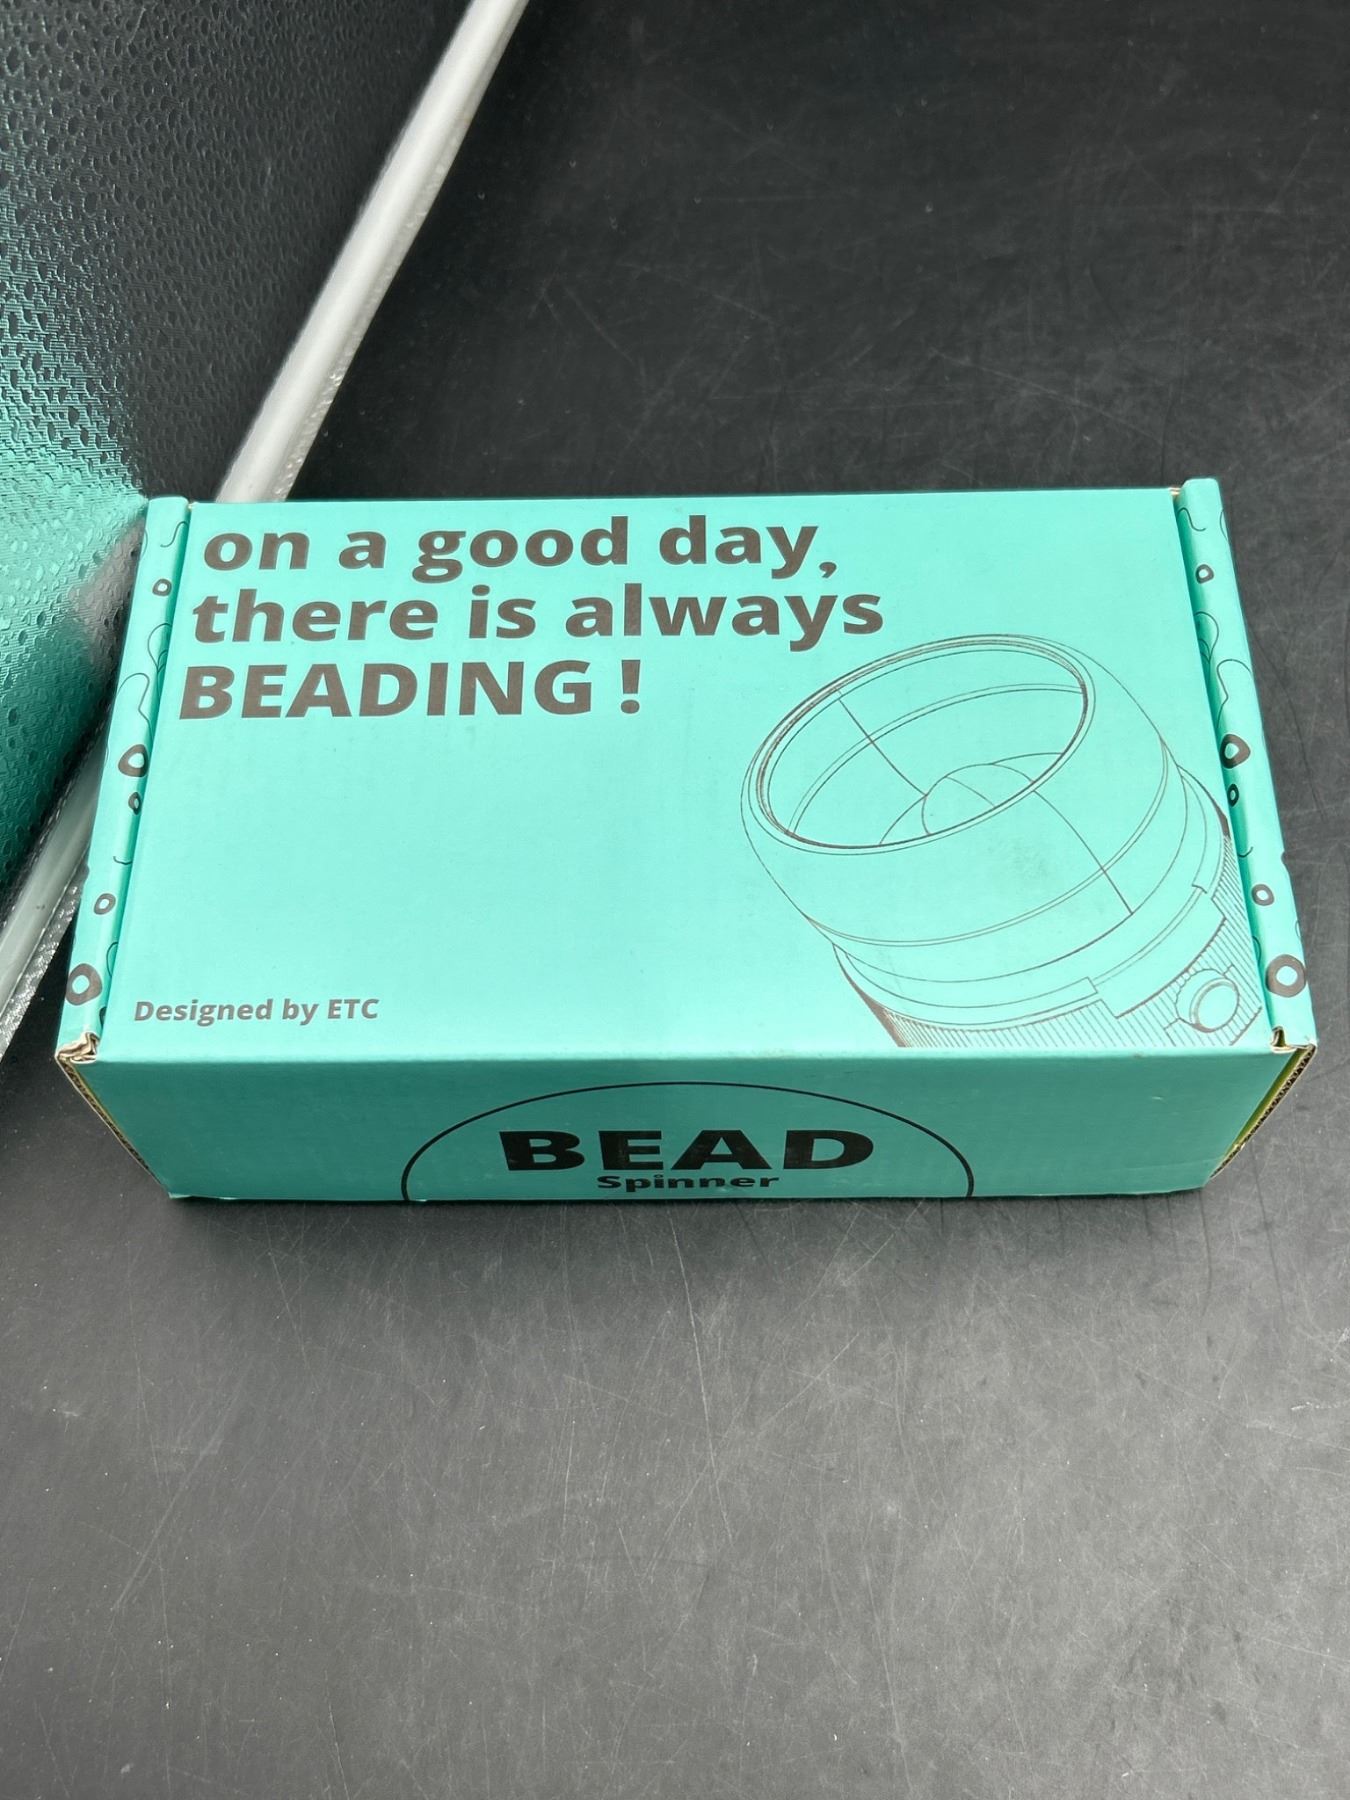 on a good day,
there is always
BEADING !
Designed by ETC
BEAD
Spinner